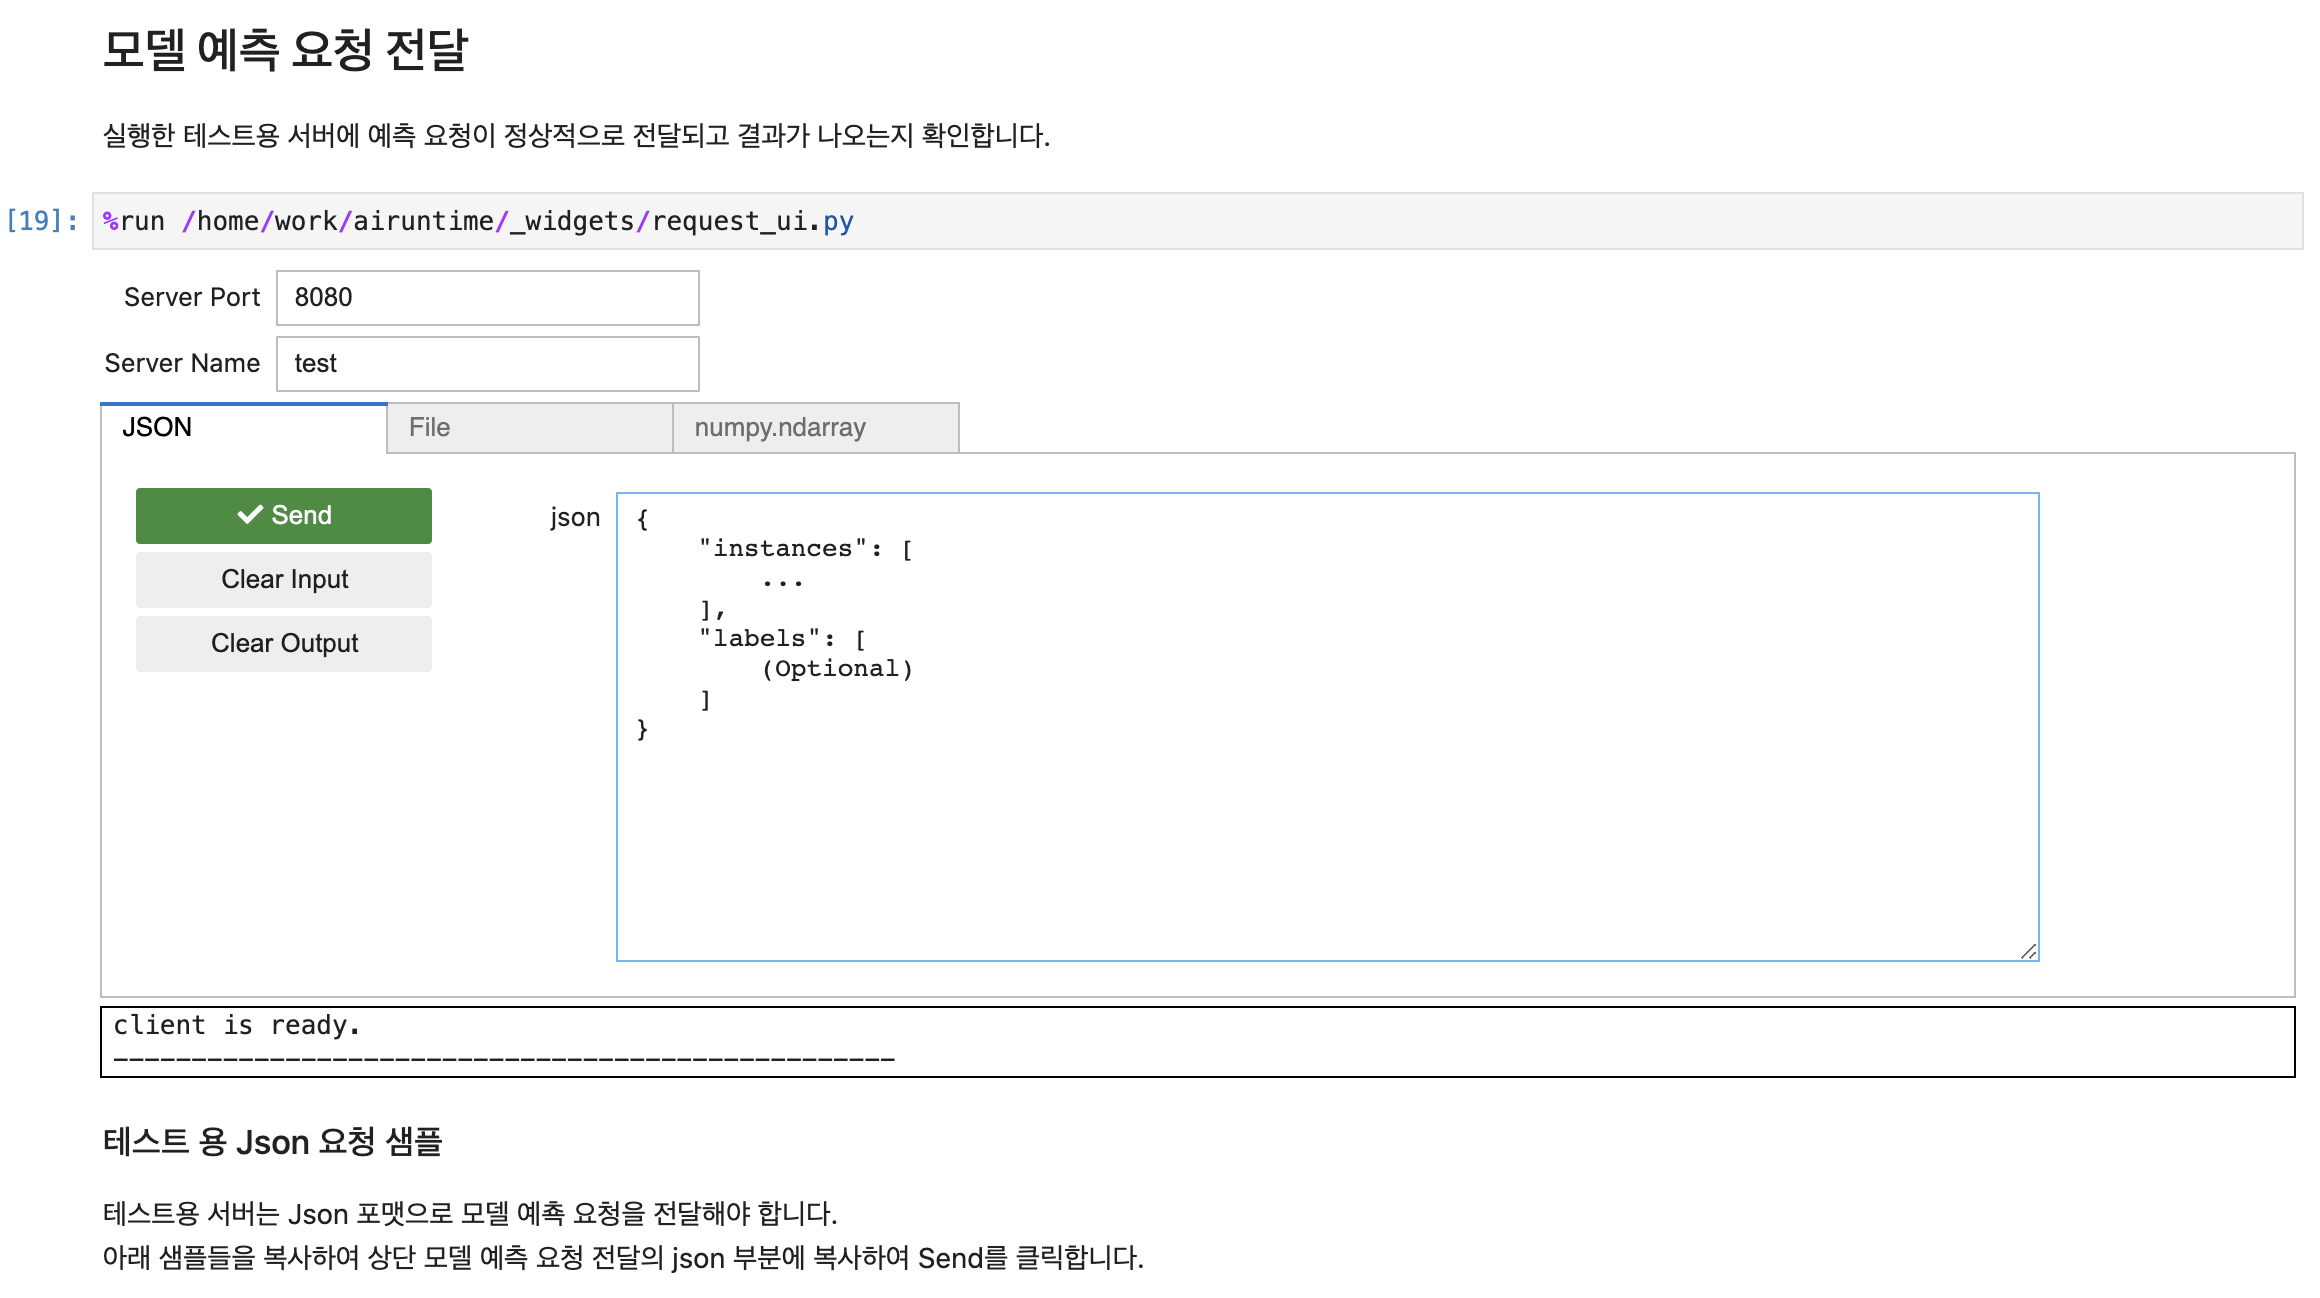 모델 예측 요청 전달
실행한 테스트용 서버에 예측 요청이 정상적으로 전달되고 결과가 나오는지 확인합니다.
[19]: %run /home/work/airuntime/_widgets/request_ui.py
Server Port 8080
Server Name test
JSON File numpy.ndarray
Send
Clear Input
Clear Output
json
{
    "instances": [
        ...
    ],
    "labels": [
        (Optional)
    ]
}
client is ready.
--------------------------------------------------
테스트 용 Json 요청 샘플
테스트용 서버는 Json 포맷으로 모델 예쵹 요청을 전달해야 합니다.
아래 샘플들을 복사하여 상단 모델 예측 요청 전달의 json 부분에 복사하여 Send를 클릭합니다.